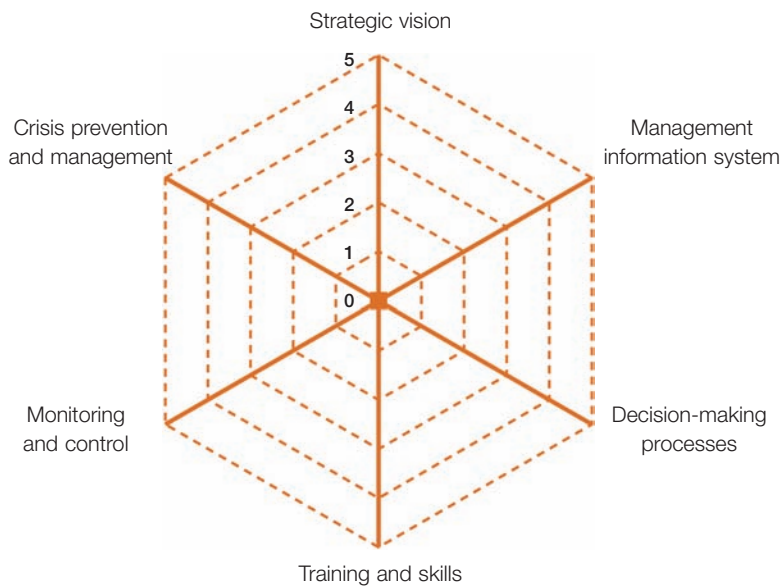 Strategic vision
5
4
3
2
1
0
Crisis prevention
and management
Management
information system
Monitoring
and control
Decision-making
processes
Training and skills